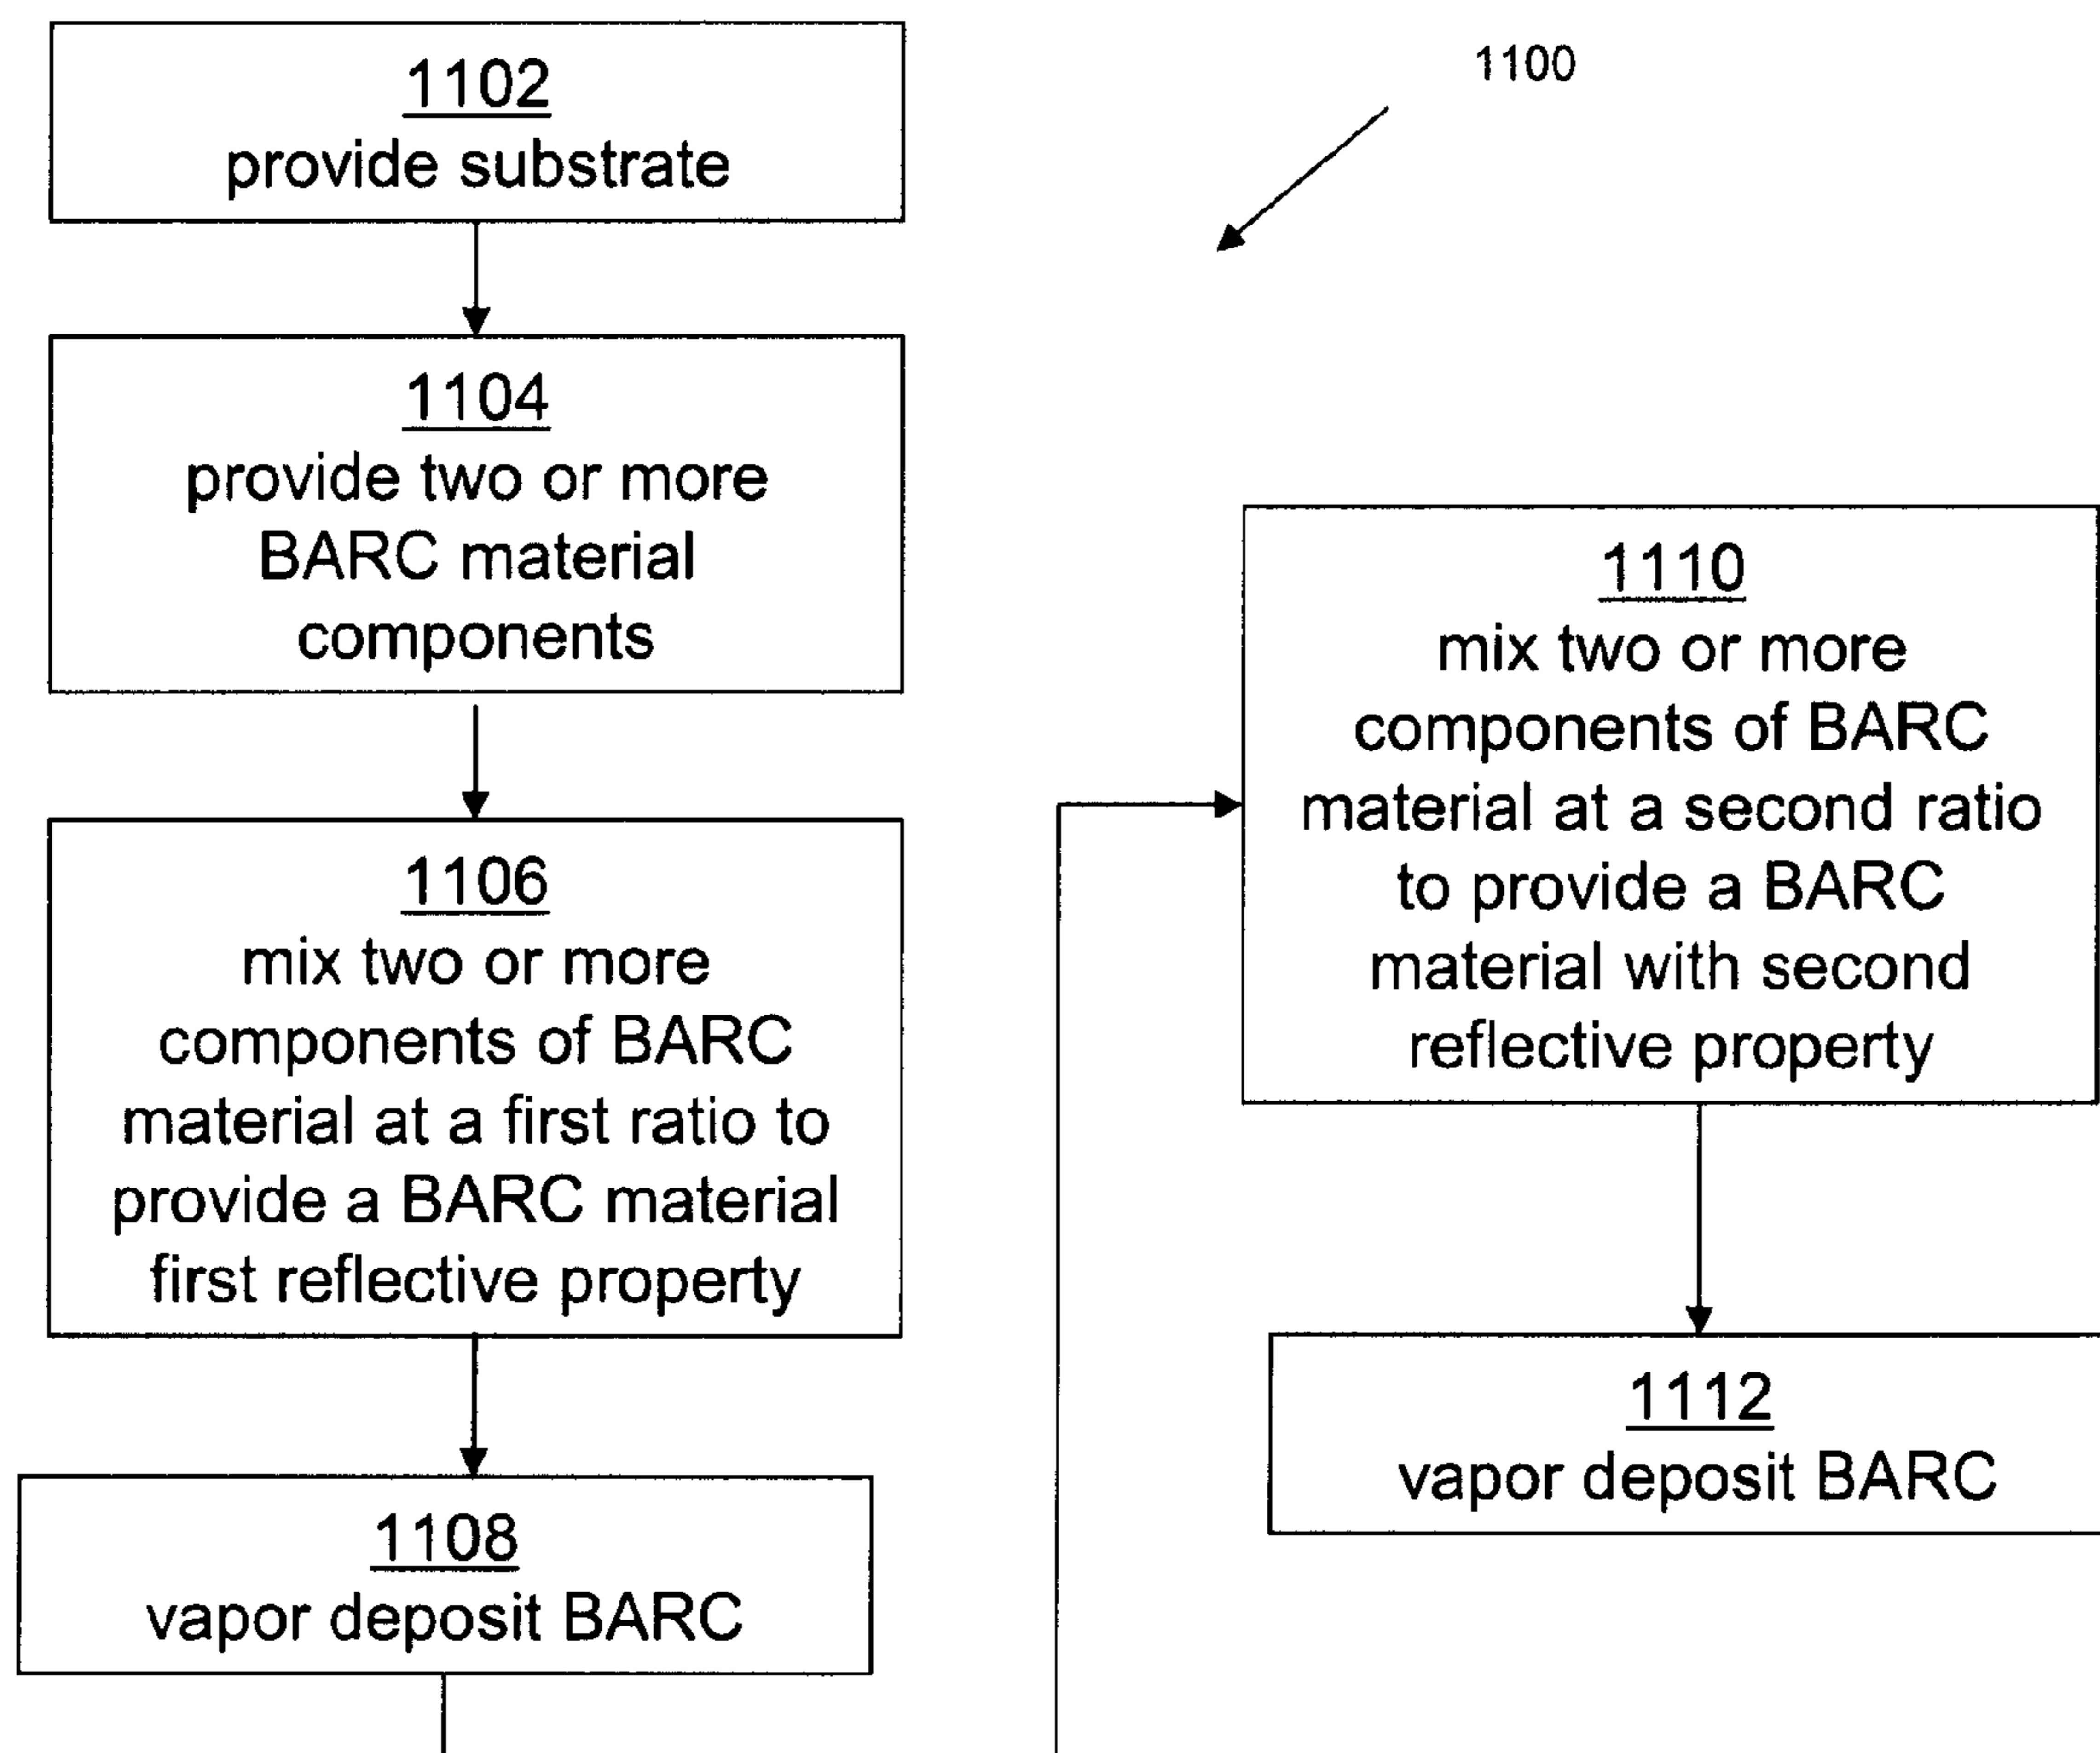 1100
1102
provide substrate
1104
provide two or more
BARC material
components
1106
mix two or more
components of BARC
material at a first ratio to
provide a BARC material
first reflective property
1108
vapor deposit BARC
1110
mix two or more
components of BARC
material at a second ratio
to provide a BARC
material with second
reflective property
1112
vapor deposit BARC